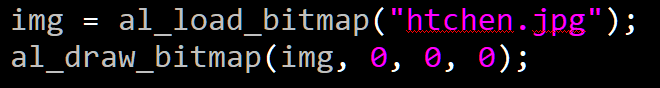 img = al_load_bitmap("htchen.jpg");
al_draw_bitmap(img, 0, 0, 0);